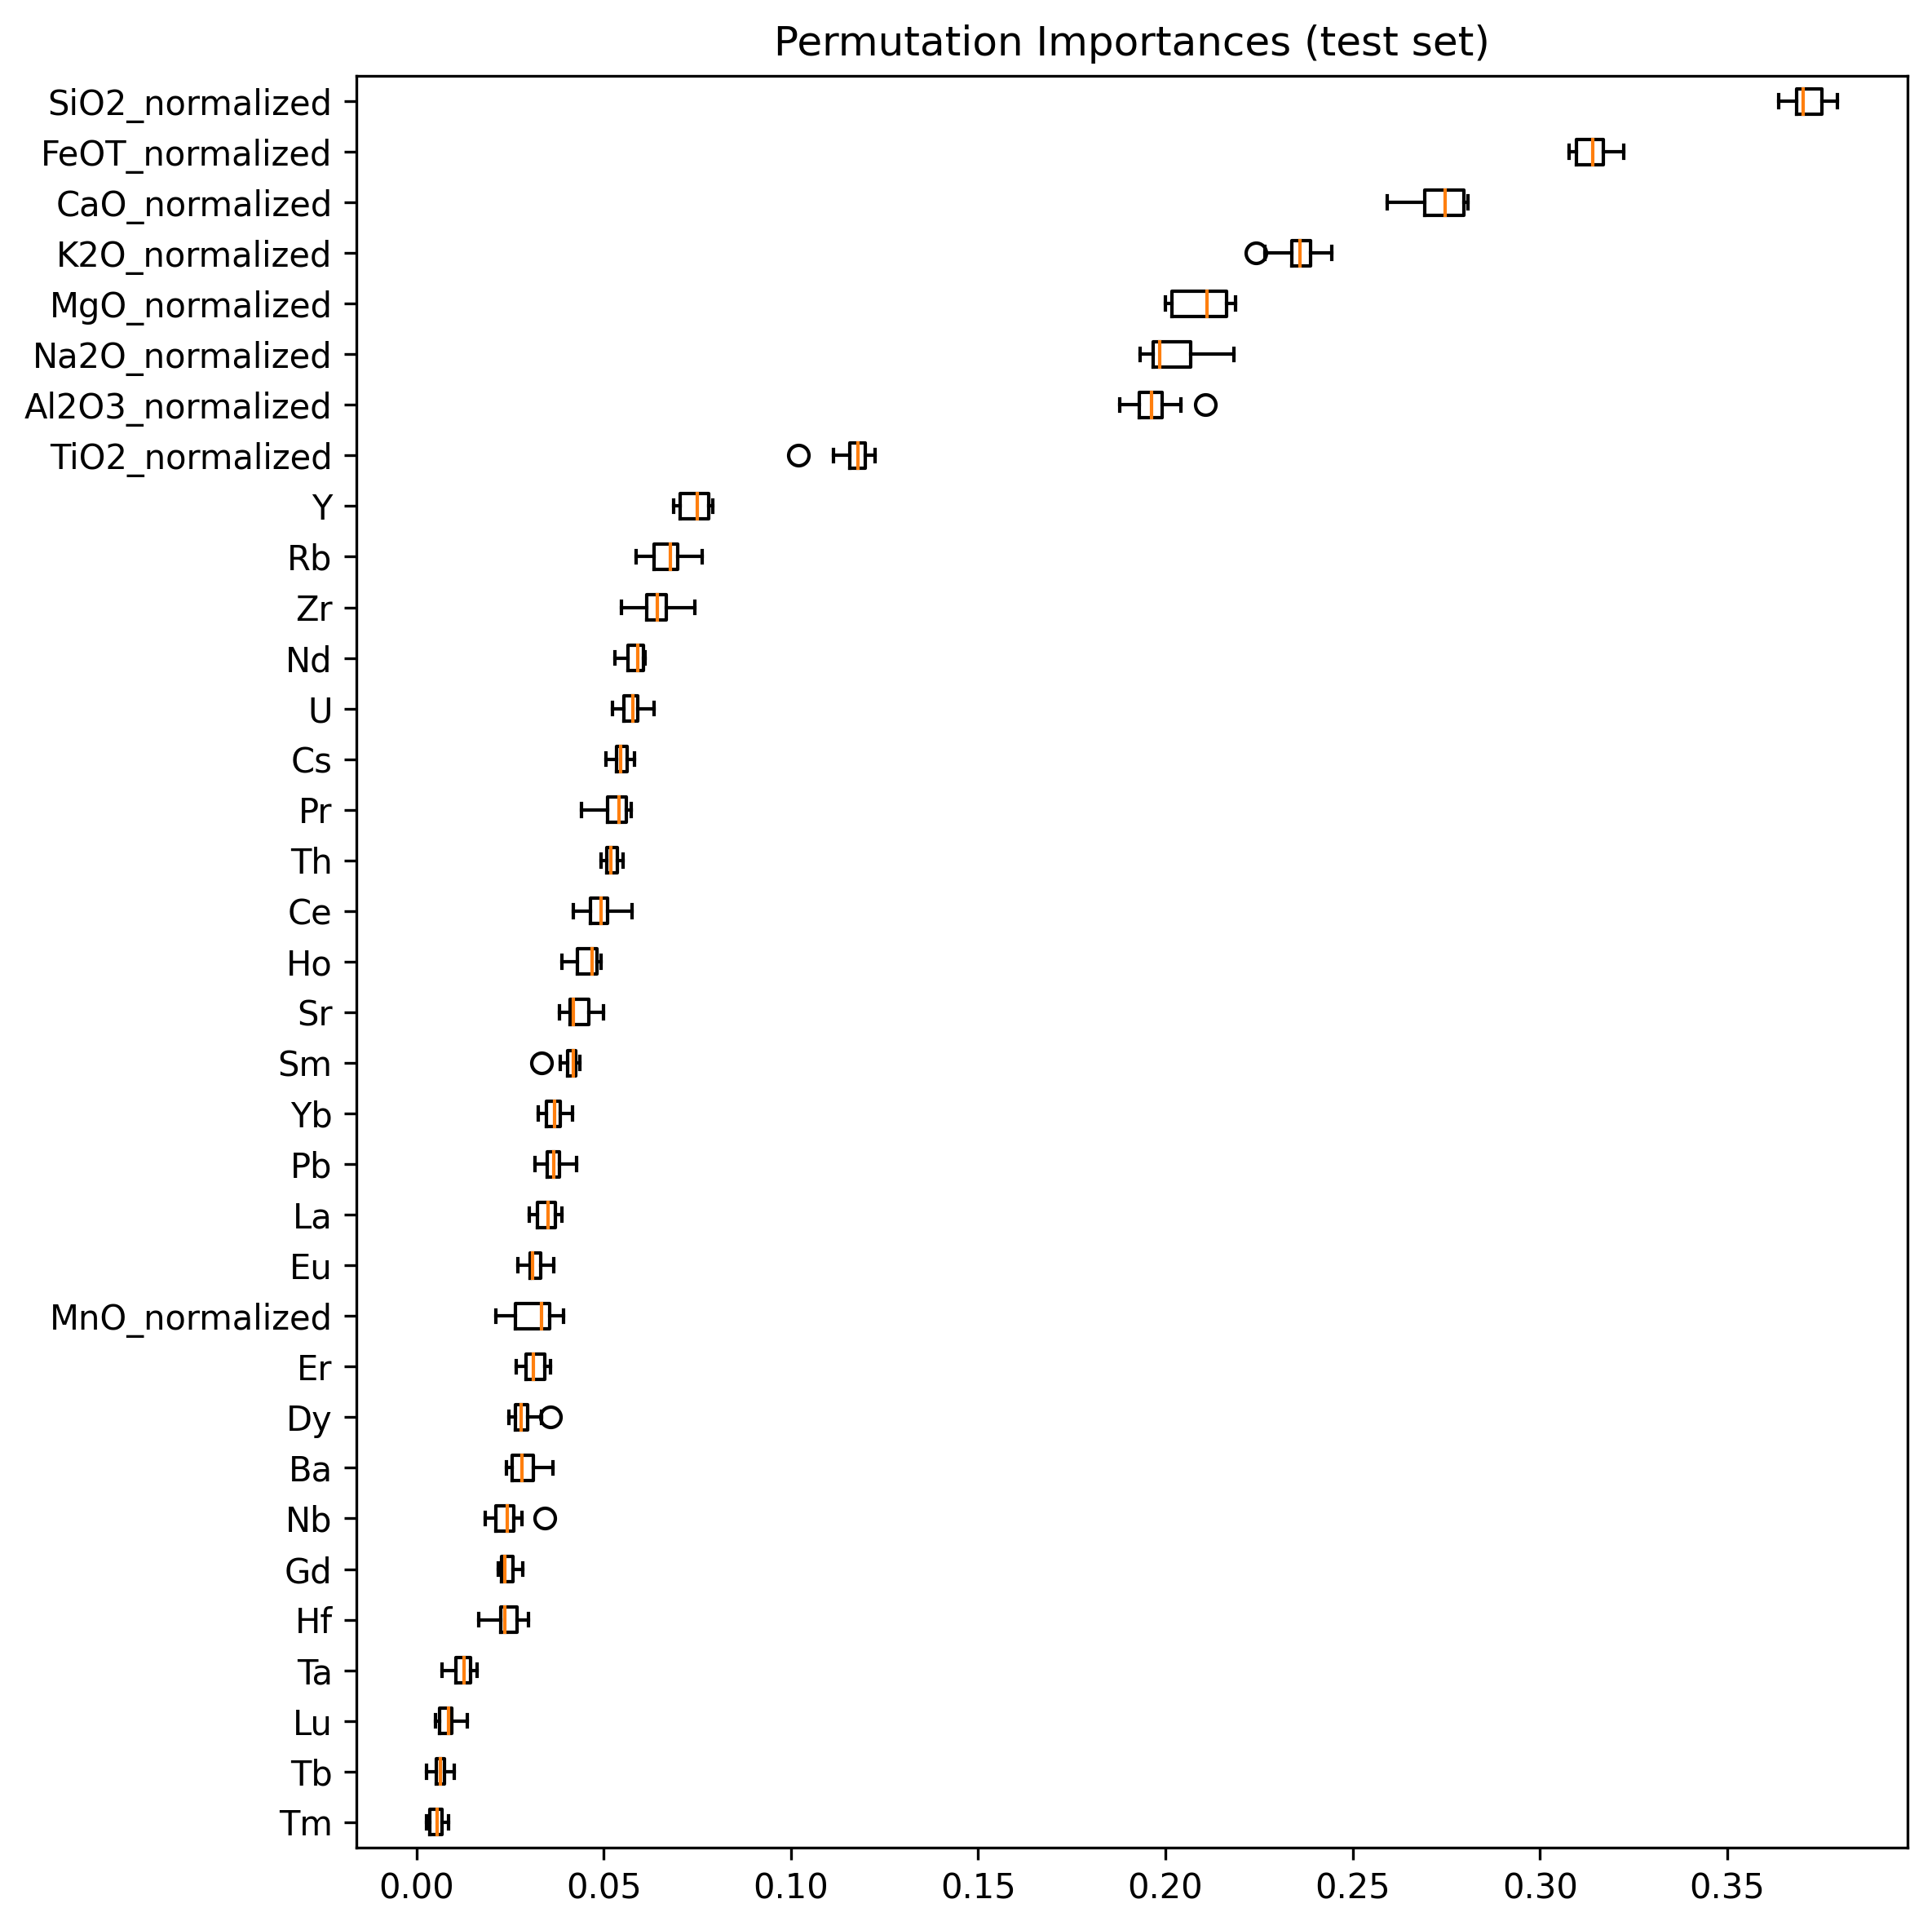 Permutation Importances (test set)
SiO2_normalized
FeOT_normalized
CaO_normalized
K2O_normalized
MgO_normalized
Na2O_normalized
Al2O3_normalized
TiO2_normalized
Y
Rb
Zr
Nd
U
Cs
Pr
Th
Ce
Ho
Sr
Sm
Yb
Pb
La
Eu
MnO_normalized
Er
Dy
Ba
Nb
Gd
Hf
Ta
Lu
Tb
Tm
0.00 0.05 0.10 0.15 0.20 0.25 0.30 0.35